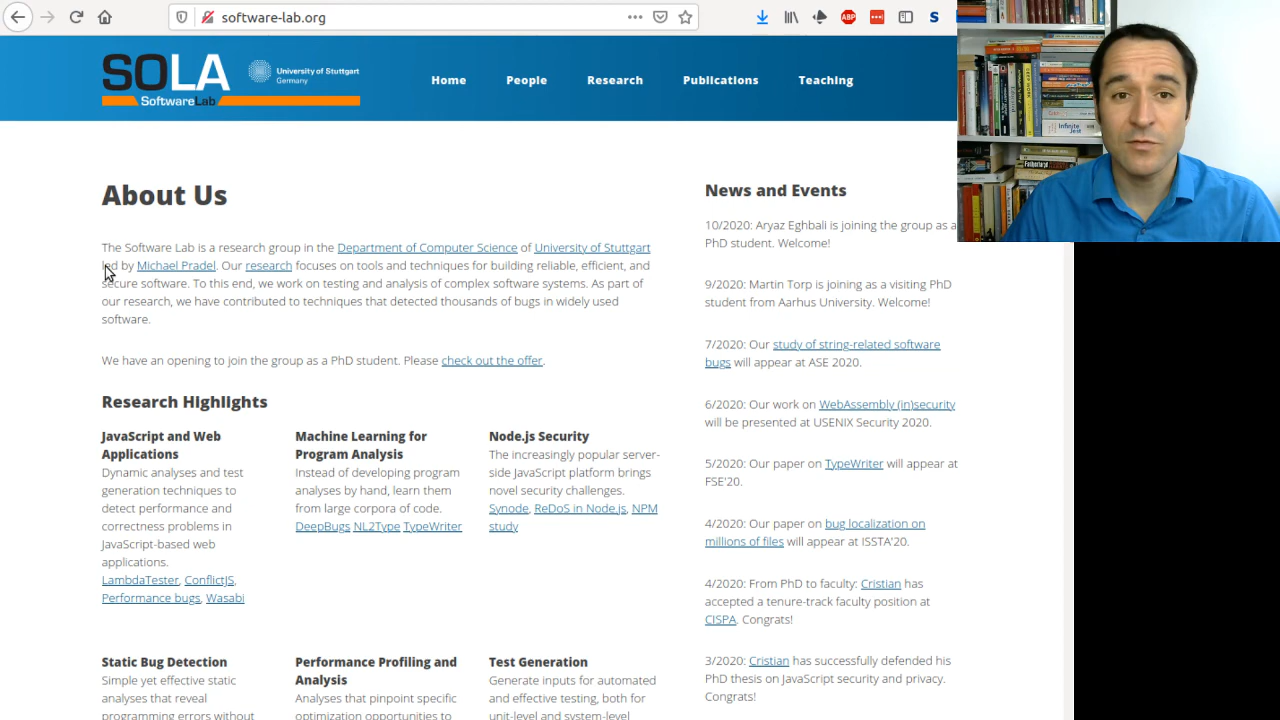 software-lab.org
ABP
S
SOLA
SoftwareLab
University of Stuttgart
Germany
Home People Research Publications Teaching
About Us
The Software Lab is a research group in the Department of Computer Science of University of Stuttgart
led by Michael Pradel. Our research focuses on tools and techniques for building reliable, efficient, and
secure software. To this end, we work on testing and analysis of complex software systems. As part of
our research, we have contributed to techniques that detected thousands of bugs in widely used
software.
We have an opening to join the group as a PhD student. Please check out the offer.
Research Highlights
JavaScript and Web
Applications
Dynamic analyses and test
generation techniques to
detect performance and
correctness problems in
JavaScript-based web
applications.
LambdaTester, ConflictJS,
Performance bugs, Wasabi
Machine Learning for
Program Analysis
Instead of developing program
analyses by hand, learn them
from large corpora of code.
DeepBugs NL2Type TypeWriter
Node.js Security
The increasingly popular server-
side JavaScript platform brings
novel security challenges.
Synode, ReDoS in Node.js, NPM
study
Static Bug Detection
Simple yet effective static
analyses that reveal
programming errors without
Performance Profiling and
Analysis
Analyses that pinpoint specific
optimization opportunities to
Test Generation
Generate inputs for automated
and effective testing, both for
unit-level and system-level
News and Events
10/2020: Aryaz Eghbali is joining the group as a
PhD student. Welcome!
9/2020: Martin Torp is joining as a visiting PhD
student from Aarhus University. Welcome!
7/2020: Our study of string-related software
bugs will appear at ASE 2020.
6/2020: Our work on WebAssembly (in)security
will be presented at USENIX Security 2020.
5/2020: Our paper on TypeWriter will appear at
FSE'20.
4/2020: Our paper on bug localization on
millions of files will appear at ISSTA'20.
4/2020: From PhD to faculty: Cristian has
accepted a tenure-track faculty position at
CISPA. Congrats!
3/2020: Cristian has successfully defended his
PhD thesis on JavaScript security and privacy.
Congrats!
Infinite
Jest
Fatherland